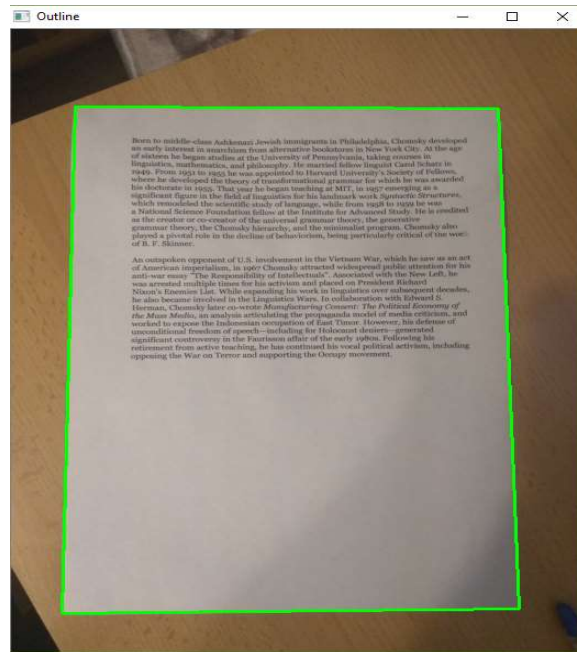 Outline
Born to middle-class Ashkenazi Jewish immigrants in Philadelphia, Chomsky developed
an early interest in anarchism from alternative bookstores in New York City. At the age
of sixteen he began studies at the University of Pennsylvania, taking courses in
linguistics, mathematics, and philosophy. He married fellow linguist Carol Schatz in
1949. From 1951 to 1955 he was appointed to Harvard University's Society of Fellows,
where he developed the theory of transformational grammar for which he was awarded
his doctorate in 1955. That year he began teaching at MIT, in 1957 emerging as a
significant figure in the field of linguistics for his landmark work Syntactic Structures,
which remodeled the scientific study of language, while from 1958 to 1959 he was
a National Science Foundation fellow at the Institute for Advanced Study. He is credited
as the creator or co-creator of the universal grammar theory, the generative
grammar theory, the Chomsky hierarchy, and the minimalist program. Chomsky also
played a pivotal role in the decline of behaviorism, being particularly critical of the work
of B. F. Skinner.
An outspoken opponent of U.S. involvement in the Vietnam War, which he saw as an act
of American imperialism, in 1967 Chomsky attracted widespread public attention for his
anti-war essay "The Responsibility of Intellectuals". Associated with the New Left, he
was arrested multiple times for his activism and placed on President Richard
Nixon's Enemies List. While expanding his work in linguistics over subsequent decades,
he also became involved in the Linguistics Wars. In collaboration with Edward S.
Herman, Chomsky later co-wrote Manufacturing Consent: The Political Economy of
the Mass Media, an analysis articulating the propaganda model of media criticism, and
worked to expose the Indonesian occupation of East Timor. However, his defense of
unconditional freedom of speech—including for Holocaust deniers—generated
significant controversy in the Faurisson affair of the early 1980s. Following his
retirement from active teaching, he has continued his vocal political activism, including
opposing the War on Terror and supporting the Occupy movement.